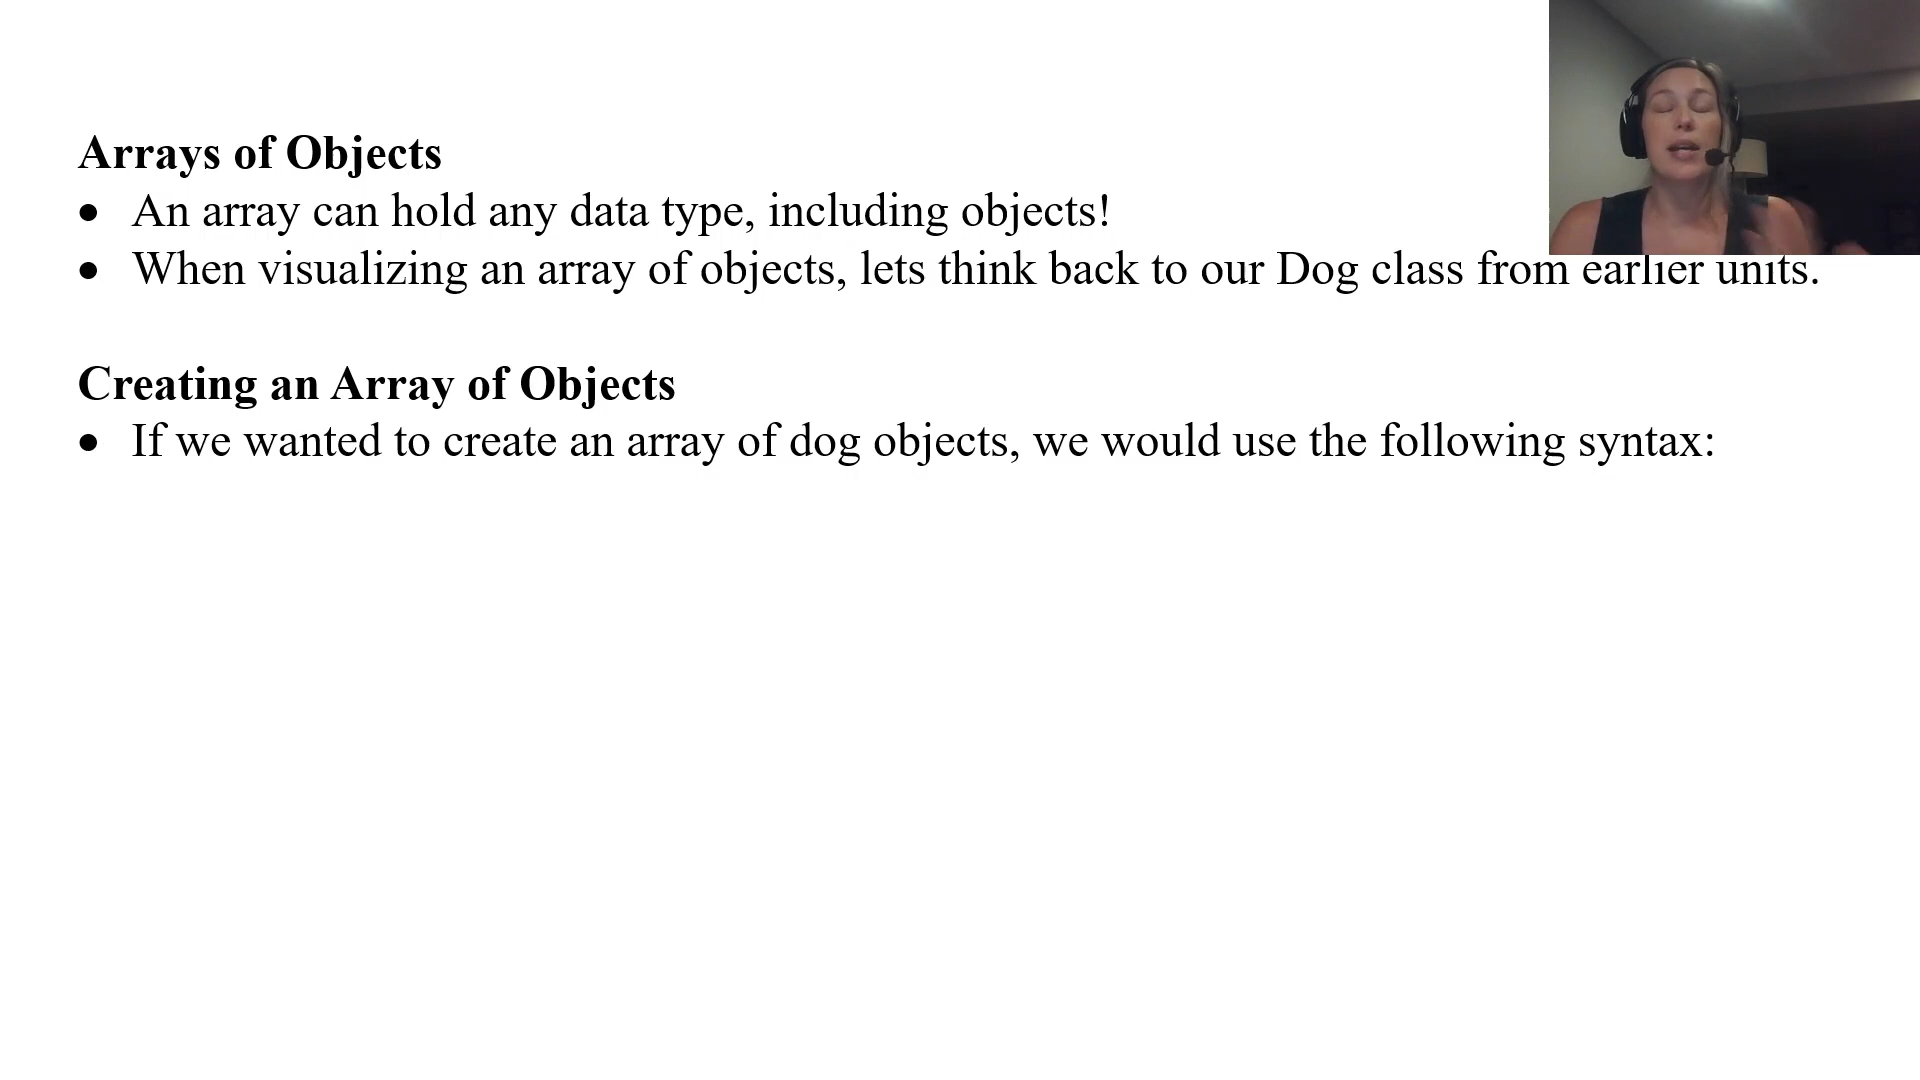 Arrays of Objects
• An array can hold any data type, including objects!
• When visualizing an array of objects, lets think back to our Dog class from earlier units.
Creating an Array of Objects
• If we wanted to create an array of dog objects, we would use the following syntax: